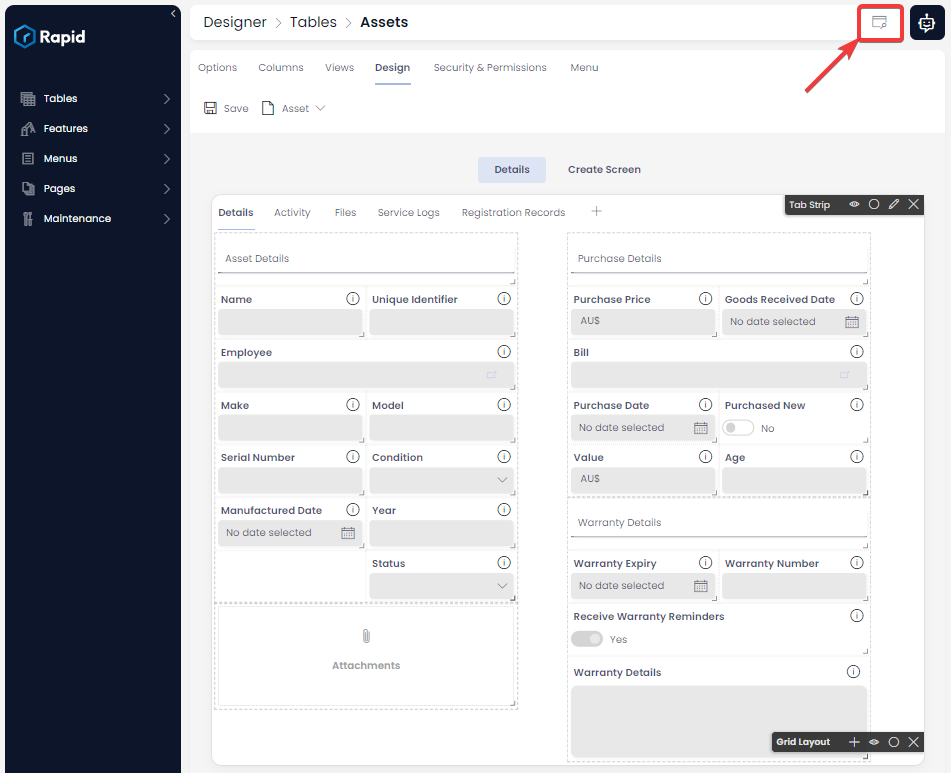 Rapid
Tables
Features
Menus
Pages
Maintenance
Designer > Tables > Assets
Options Columns Views Design Security & Permissions Menu
Save Asset
Details Create Screen
Details Activity Files Service Logs Registration Records +
Tab Strip
Asset Details
Name Unique Identifier
Employee
Make Model
Serial Number Condition
Manufactured Date Year
No date selected
Status
Attachments
Purchase Details
Purchase Price Goods Received Date
AU$ No date selected
Bill
Purchase Date Purchased New
No date selected No
Value Age
AU$
Warranty Details
Warranty Expiry Warranty Number
No date selected
Receive Warranty Reminders
Yes
Warranty Details
Grid Layout